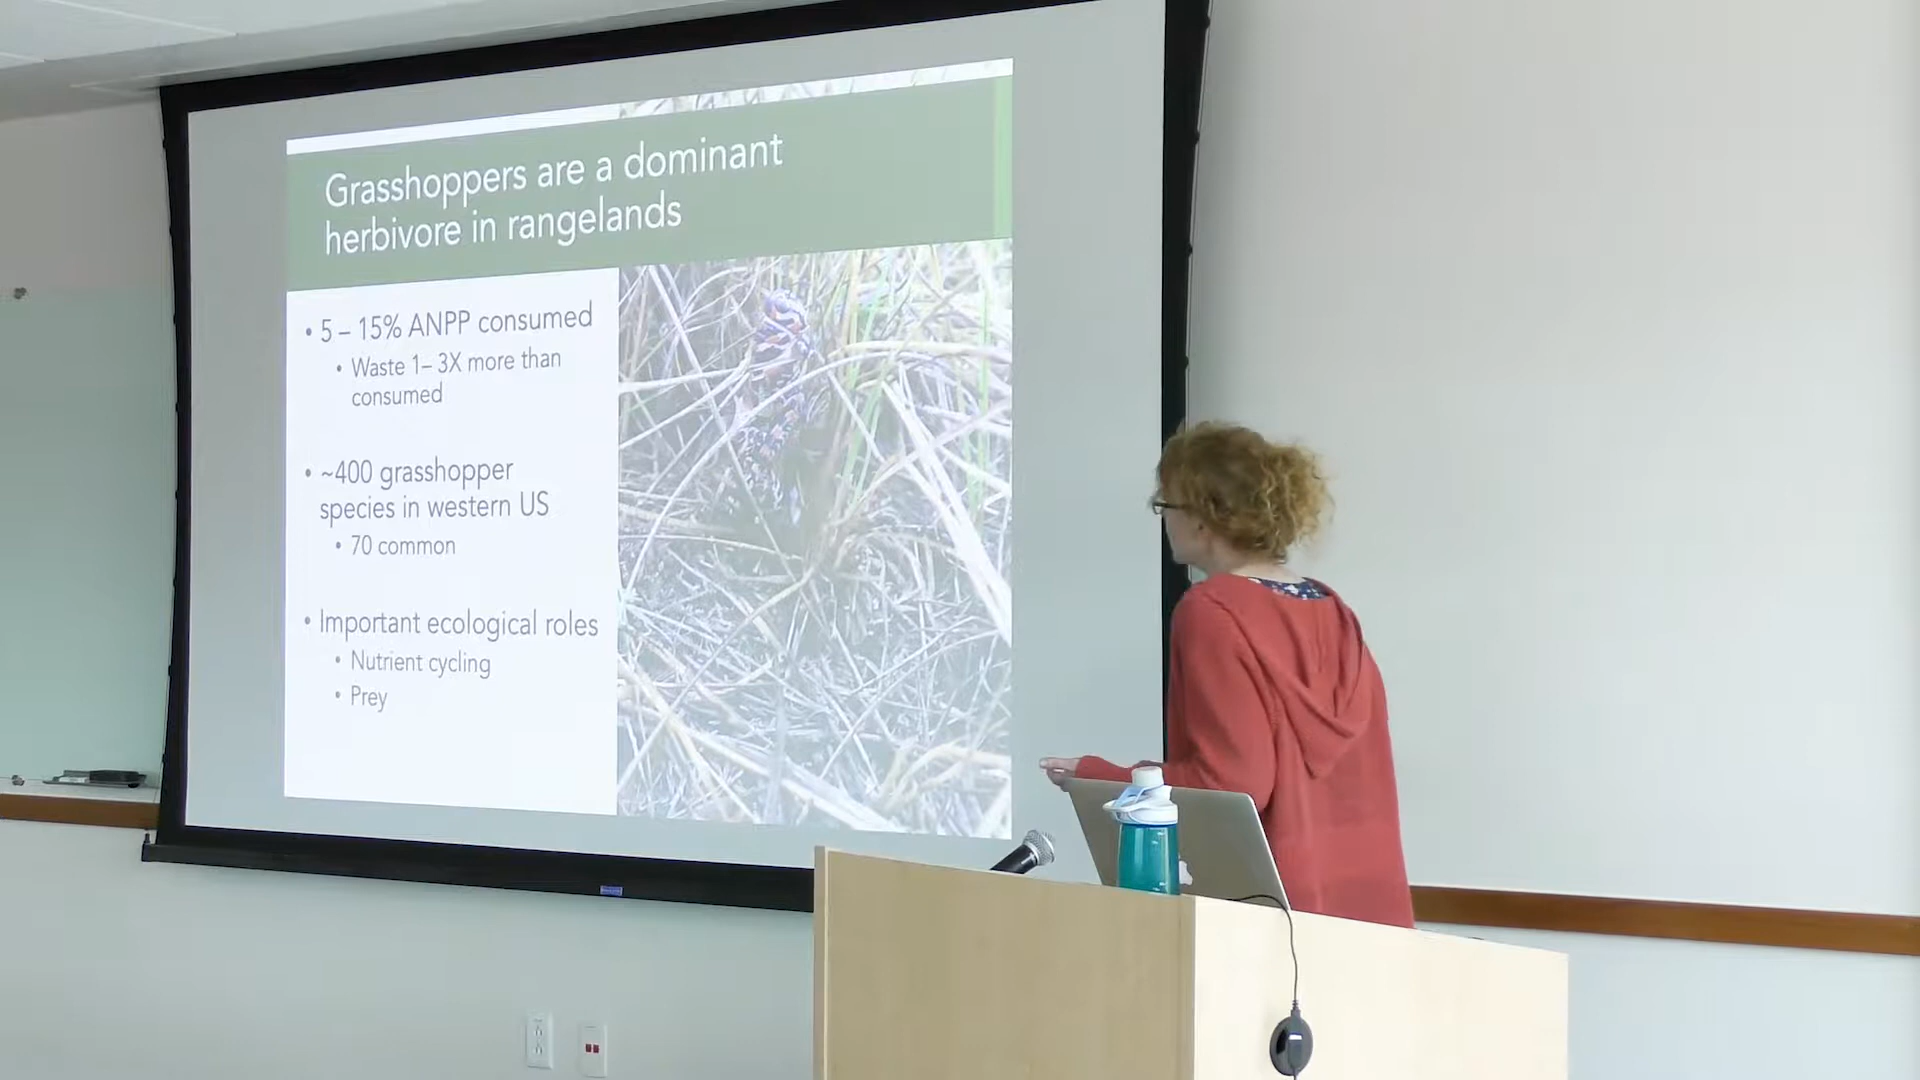 Grasshoppers are a dominant
herbivore in rangelands
• 5 – 15% ANPP consumed
• Waste 1– 3X more than
consumed
• ~400 grasshopper
species in western US
• 70 common
• Important ecological roles
• Nutrient cycling
• Prey